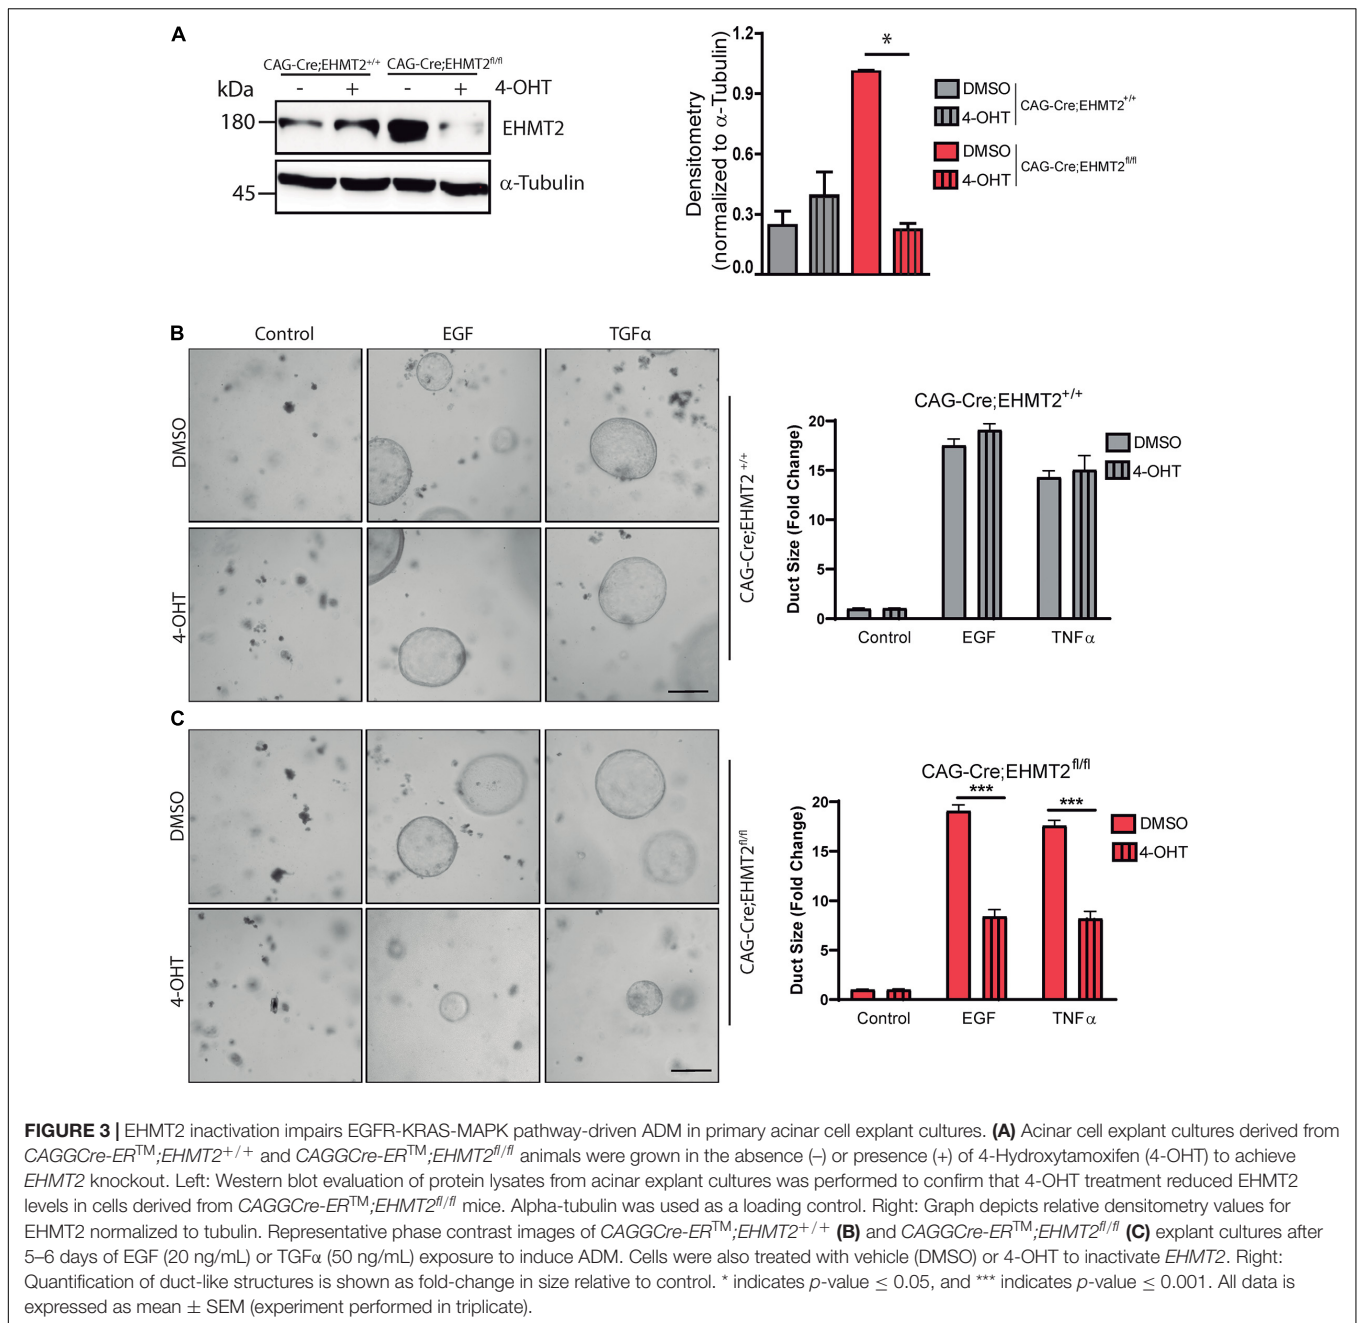 A
CAG-Cre;EHMT2+/+ CAG-Cre;EHMT2fl/fl
kDa - + - + 4-OHT
180 EHMT2
45 α-Tubulin
Densitometry
(normalized to α-Tubulin)
1.2
0.9
0.6
0.3
0.0
*
DMSO
4-OHT
CAG-Cre;EHMT2+/+
DMSO
4-OHT
CAG-Cre;EHMT2fl/fl
B
Control EGF TGFα
DMSO
4-OHT
CAG-Cre;EHMT2 +/+
CAG-Cre;EHMT2+/+
Duct Size (Fold Change)
20
15
10
5
0
Control EGF TNFα
DMSO
4-OHT
C
DMSO
4-OHT
CAG-Cre;EHMT2fl/fl
CAG-Cre;EHMT2fl/fl
Duct Size (Fold Change)
20
15
10
5
0
*** ***
Control EGF TNFα
DMSO
4-OHT
FIGURE 3 | EHMT2 inactivation impairs EGFR-KRAS-MAPK pathway-driven ADM in primary acinar cell explant cultures. (A) Acinar cell explant cultures derived from
CAGGCre-ER™;EHMT2+/+ and CAGGCre-ER™;EHMT2fl/fl animals were grown in the absence (–) or presence (+) of 4-Hydroxytamoxifen (4-OHT) to achieve
EHMT2 knockout. Left: Western blot evaluation of protein lysates from acinar explant cultures was performed to confirm that 4-OHT treatment reduced EHMT2
levels in cells derived from CAGGCre-ER™;EHMT2fl/fl mice. Alpha-tubulin was used as a loading control. Right: Graph depicts relative densitometry values for
EHMT2 normalized to tubulin. Representative phase contrast images of CAGGCre-ER™;EHMT2+/+ (B) and CAGGCre-ER™;EHMT2fl/fl (C) explant cultures after
5–6 days of EGF (20 ng/mL) or TGFα (50 ng/mL) exposure to induce ADM. Cells were also treated with vehicle (DMSO) or 4-OHT to inactivate EHMT2. Right:
Quantification of duct-like structures is shown as fold-change in size relative to control. * indicates p-value ≤ 0.05, and *** indicates p-value ≤ 0.001. All data is
expressed as mean ± SEM (experiment performed in triplicate).